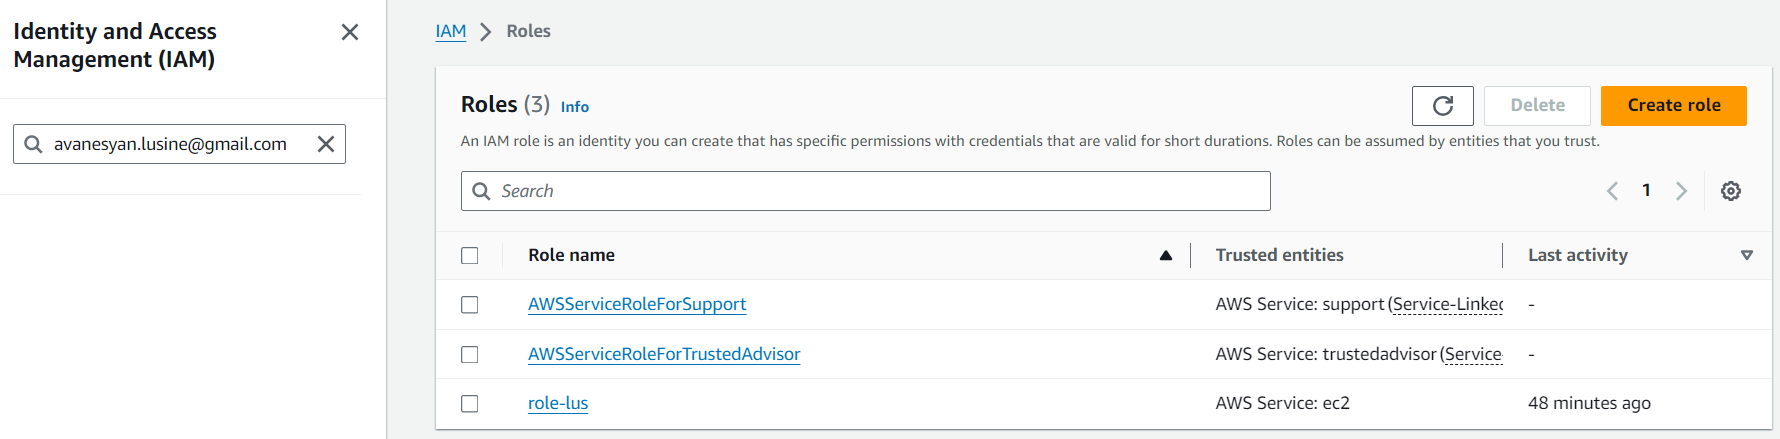 Identity and Access
Management (IAM)
avanesyan.lusine@gmail.com
IAM > Roles
Roles (3) Info
Delete
Create role
An IAM role is an identity you can create that has specific permissions with credentials that are valid for short durations. Roles can be assumed by entities that you trust.
Search
1
Role name Trusted entities Last activity
AWSServiceRoleForSupport AWS Service: support (Service-Linked -
AWSServiceRoleForTrustedAdvisor AWS Service: trustedadvisor (Service- -
role-lus AWS Service: ec2 48 minutes ago